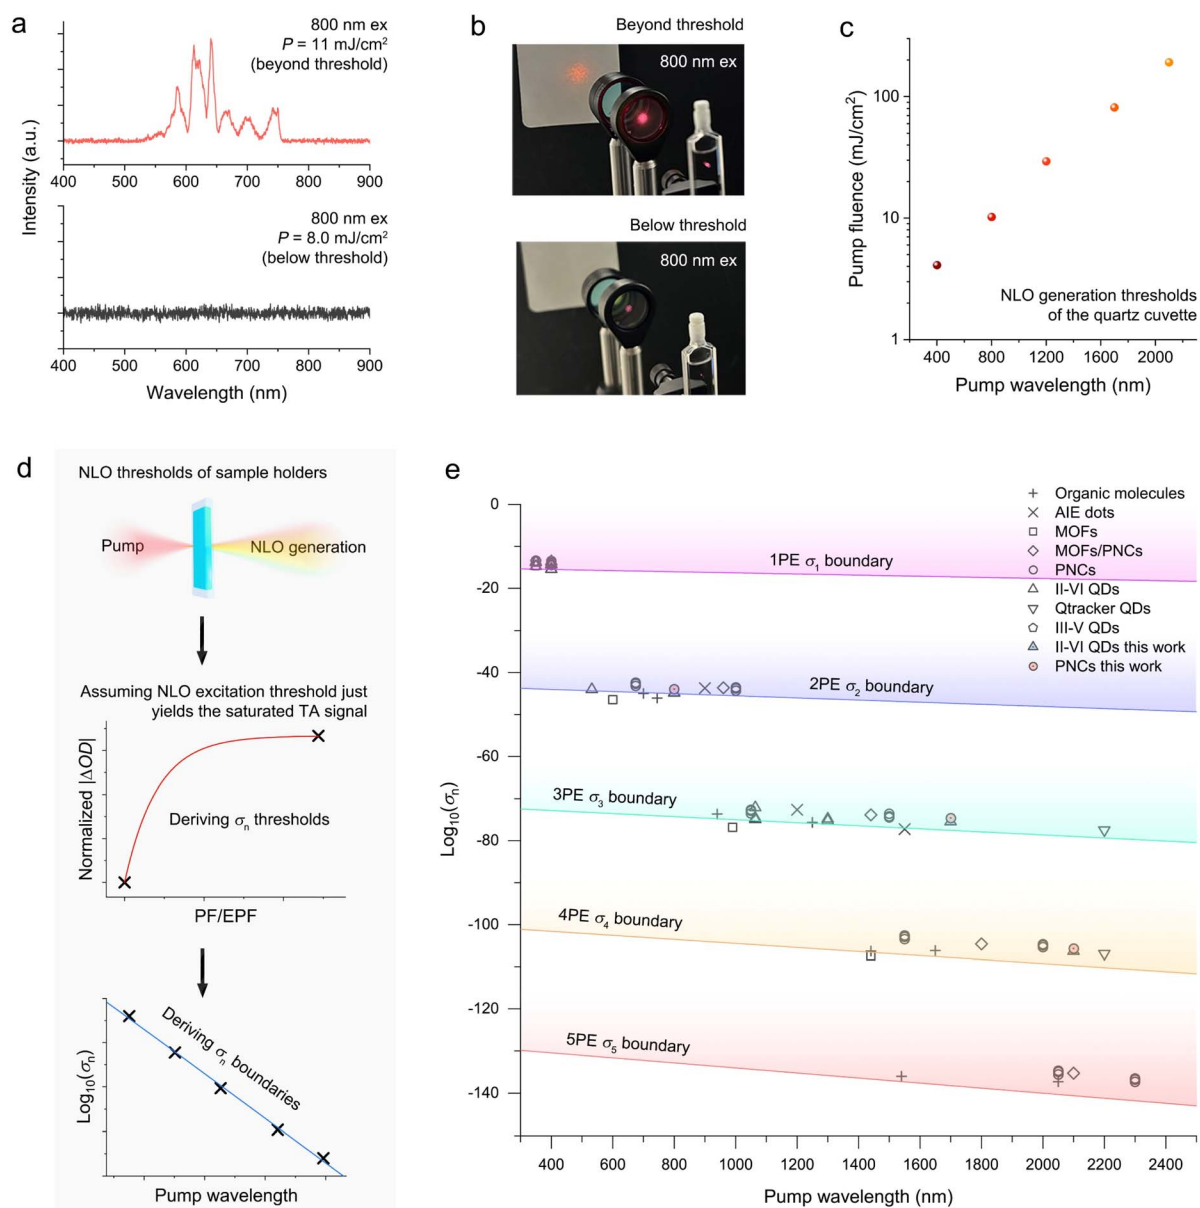 a
800 nm ex
P = 11 mJ/cm²
(beyond threshold)
400 500 600 700 800 900
800 nm ex
P = 8.0 mJ/cm²
(below threshold)
400 500 600 700 800 900
Intensity (a.u.)
Wavelength (nm)
b
Beyond threshold
800 nm ex
Below threshold
800 nm ex
c
100
10
1
Pump fluence (mJ/cm²)
NLO generation thresholds
of the quartz cuvette
400 800 1200 1600 2000
Pump wavelength (nm)
d
NLO thresholds of sample holders
Pump
NLO generation
Assuming NLO excitation threshold just
yields the saturated TA signal
Normalized |ΔOD|
Deriving σn thresholds
PF/EPF
Log10(σn)
Deriving σn boundaries
Pump wavelength
e
0
-20
-40
-60
-80
-100
-120
-140
Log10(σn)
Organic molecules
AIE dots
MOFs
MOFs/PNCs
PNCs
II-VI QDs
Qtracker QDs
III-V QDs
II-VI QDs this work
PNCs this work
1PE σ1 boundary
2PE σ2 boundary
3PE σ3 boundary
4PE σ4 boundary
5PE σ5 boundary
400 600 800 1000 1200 1400 1600 1800 2000 2200 2400
Pump wavelength (nm)